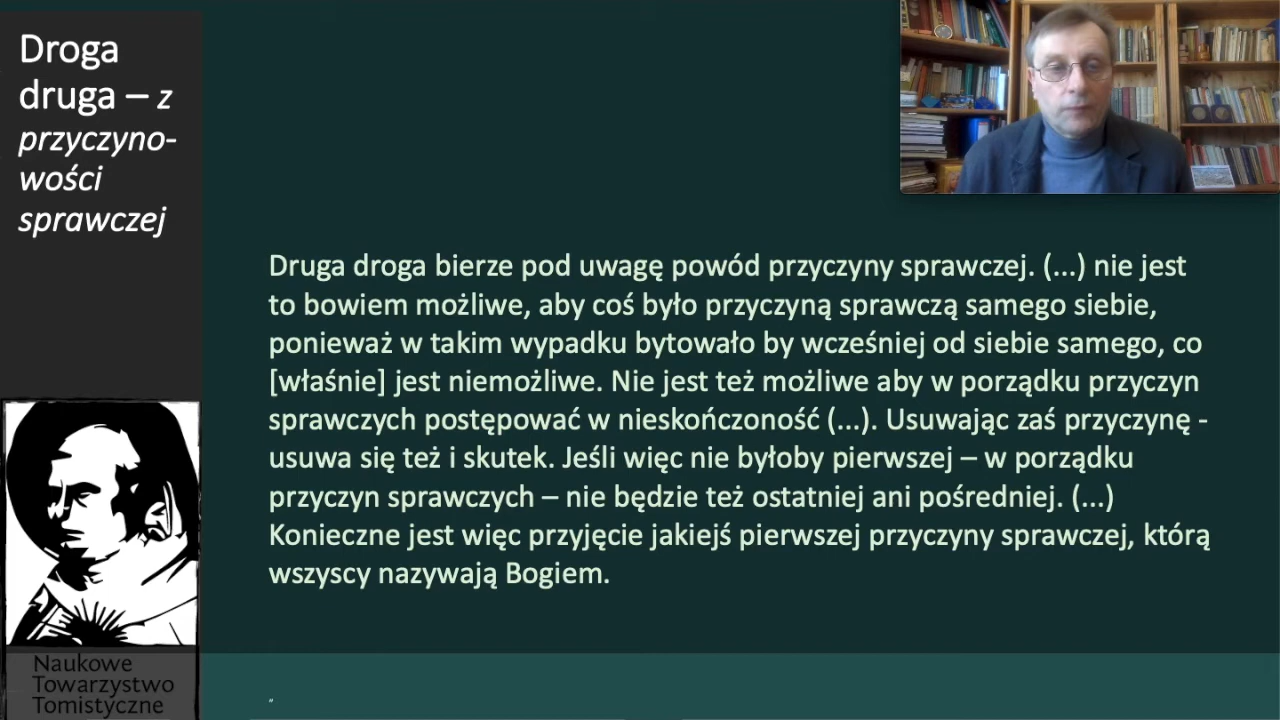 Droga
druga – z
przyczyno-
wości
sprawczej
Druga droga bierze pod uwagę powód przyczyny sprawczej. (...) nie jest
to bowiem możliwe, aby coś było przyczyną sprawczą samego siebie,
ponieważ w takim wypadku bytowało by wcześniej od siebie samego, co
[właśnie] jest niemożliwe. Nie jest też możliwe aby w porządku przyczyn
sprawczych postępować w nieskończoność (...). Usuwając zaś przyczynę -
usuwa się też i skutek. Jeśli więc nie byłoby pierwszej – w porządku
przyczyn sprawczych – nie będzie też ostatniej ani pośredniej. (...)
Konieczne jest więc przyjęcie jakiejś pierwszej przyczyny sprawczej, którą
wszyscy nazywają Bogiem.
Naukowe
Towarzystwo
Tomistyczne